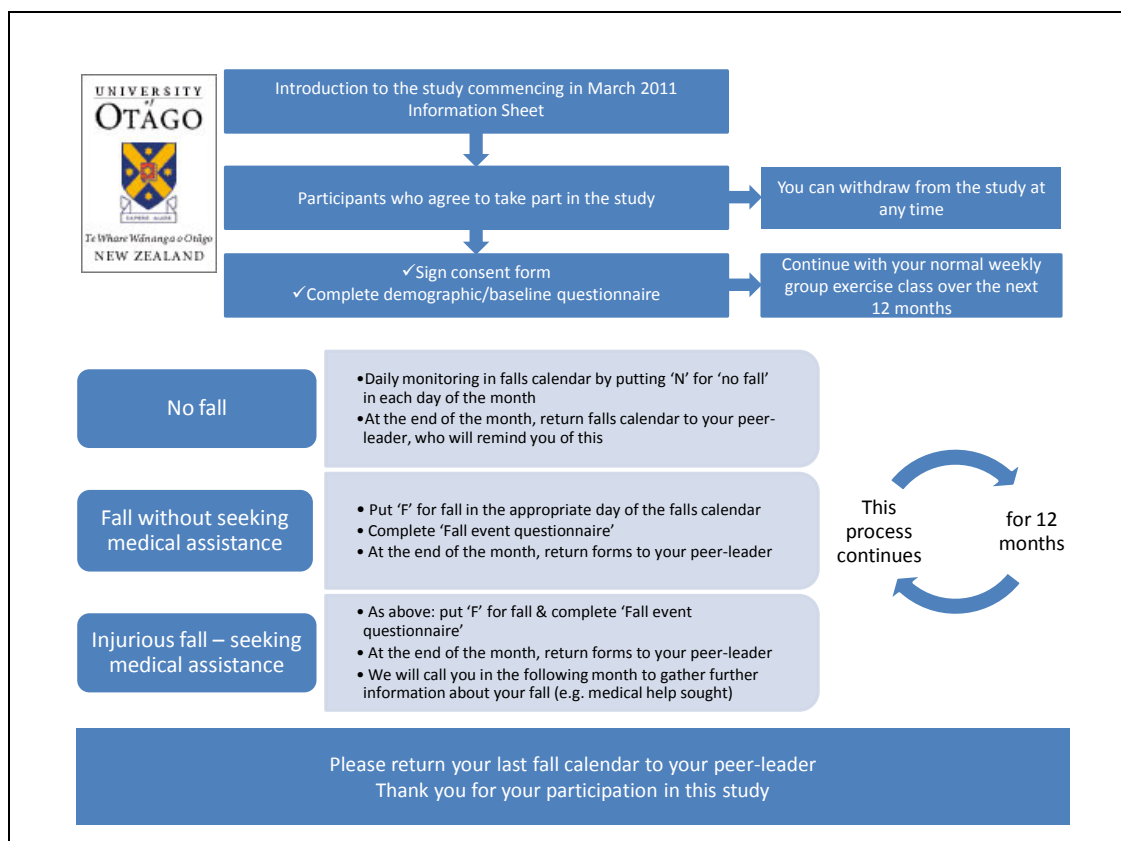 UNIVERSITY
of
OTAGO
SAPERE AUDE
Te Whare Wānanga o Otāgo
NEW ZEALAND
Introduction to the study commencing in March 2011
Information Sheet
Participants who agree to take part in the study
You can withdraw from the study at
any time
✓Sign consent form
✓Complete demographic/baseline questionnaire
Continue with your normal weekly
group exercise class over the next
12 months
No fall
•Daily monitoring in falls calendar by putting ‘N’ for ‘no fall’
in each day of the month
•At the end of the month, return falls calendar to your peer-
leader, who will remind you of this
Fall without seeking
medical assistance
• Put ‘F’ for fall in the appropriate day of the falls calendar
• Complete ‘Fall event questionnaire’
• At the end of the month, return forms to your peer-leader
Injurious fall – seeking
medical assistance
• As above: put ‘F’ for fall & complete ‘Fall event
questionnaire’
• At the end of the month, return forms to your peer-leader
• We will call you in the following month to gather further
information about your fall (e.g. medical help sought)
This
process
continues
for 12
months
Please return your last fall calendar to your peer-leader
Thank you for your participation in this study